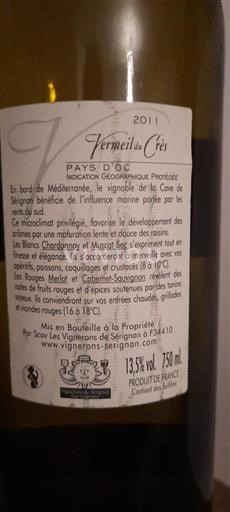 2011
Vermeil du Crès
PAYS D'OC
INDICATION GÉOGRAPHIQUE PROTÉGÉE
En bord de Méditerranée, le vignoble de la Cave de
Sérignan bénéficie de l'influence marine portée par les
vents du sud.
Ce microclimat privilégié, favorise le développement des
arômes par une maturation lente et douce des raisins.
Les Blancs Chardonnay et Muscat Sec s'expriment tout en
finesse et élégance. Ils s'accorderont à merveille avec vos
apéritifs, poissons, coquillages et crustacés (8 à 10°C).
Les Rouges Merlot et Cabernet-Sauvignon révèlent des
notes de fruits rouges et d'épices soutenues par des tanins
soyeux. Ils conviendront sur vos entrées chaudes, grillades
et viandes rouges (16 à 18°C).
Mis en Bouteille à la Propriété
Par Scav Les Vignerons de Sérignan à F34410
www.vignerons-serignan.com
13,5% vol. 750 ml
PRODUIT DE FRANCE
Contient des Sulfites
Vignerons de Sérignan